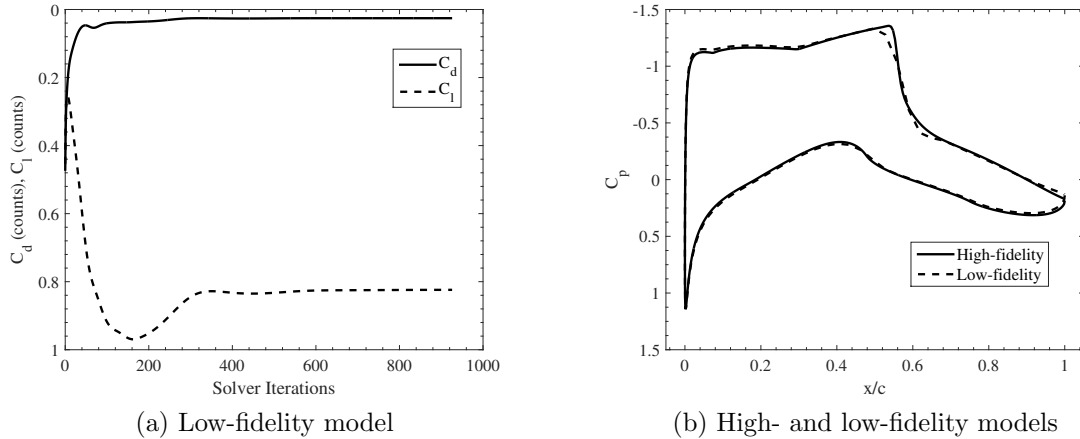 0
0.2
0.4
0.6
0.8
1
C_d (counts), C_l (counts)
C_d
C_l
0 200 400 600 800 1000
Solver Iterations
(a) Low-fidelity model
-1.5
-1
-0.5
0
0.5
1
1.5
C_p
High-fidelity
Low-fidelity
0 0.2 0.4 0.6 0.8 1
x/c
(b) High- and low-fidelity models